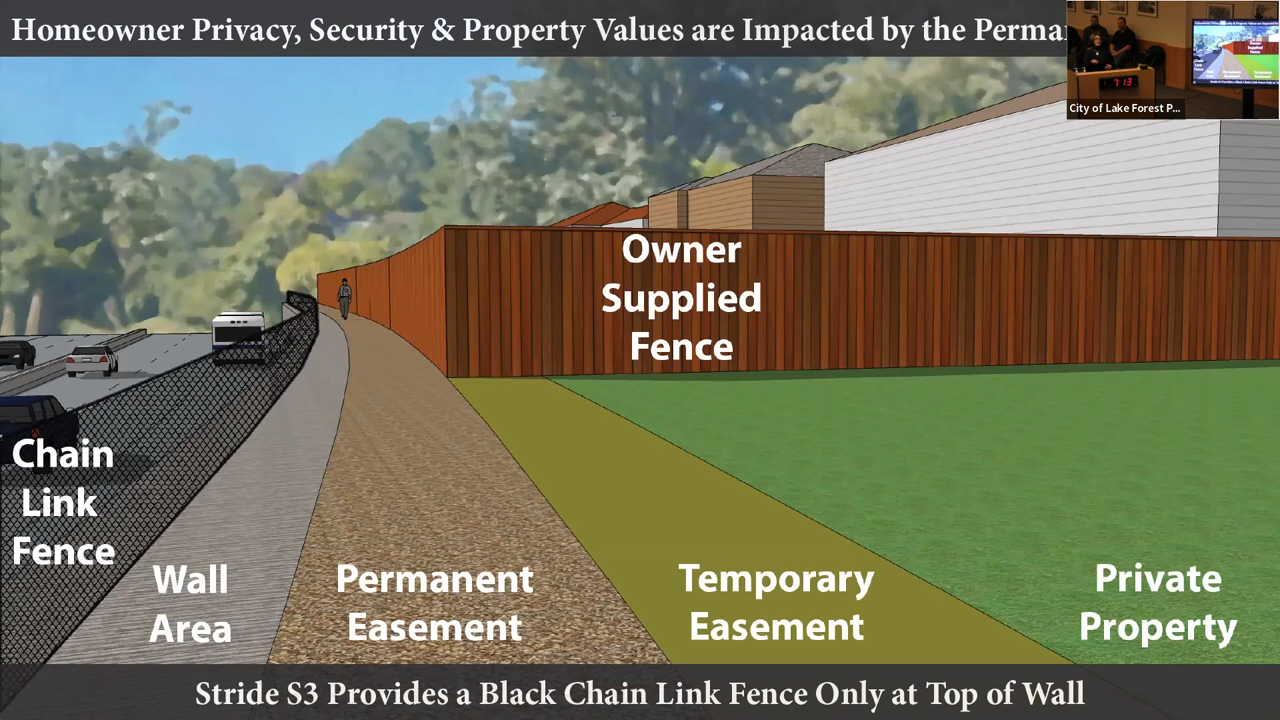 Homeowner Privacy, Security & Property Values are Impacted by the Perma
City of Lake Forest P...
7 13
Owner
Supplied
Fence
Chain
Link
Fence
Wall
Area
Permanent
Easement
Temporary
Easement
Private
Property
Stride S3 Provides a Black Chain Link Fence Only at Top of Wall